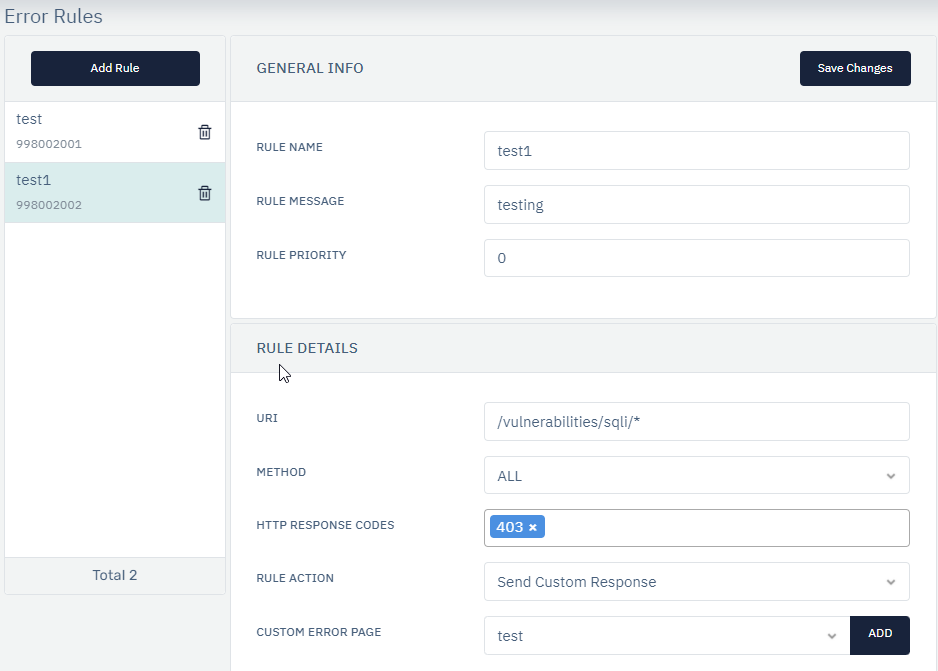 Error Rules
Add Rule
test
998002001
test1
998002002
Total 2
GENERAL INFO
Save Changes
RULE NAME
test1
RULE MESSAGE
testing
RULE PRIORITY
0
RULE DETAILS
URI
/vulnerabilities/sqli/*
METHOD
ALL
HTTP RESPONSE CODES
403 ×
RULE ACTION
Send Custom Response
CUSTOM ERROR PAGE
test
ADD